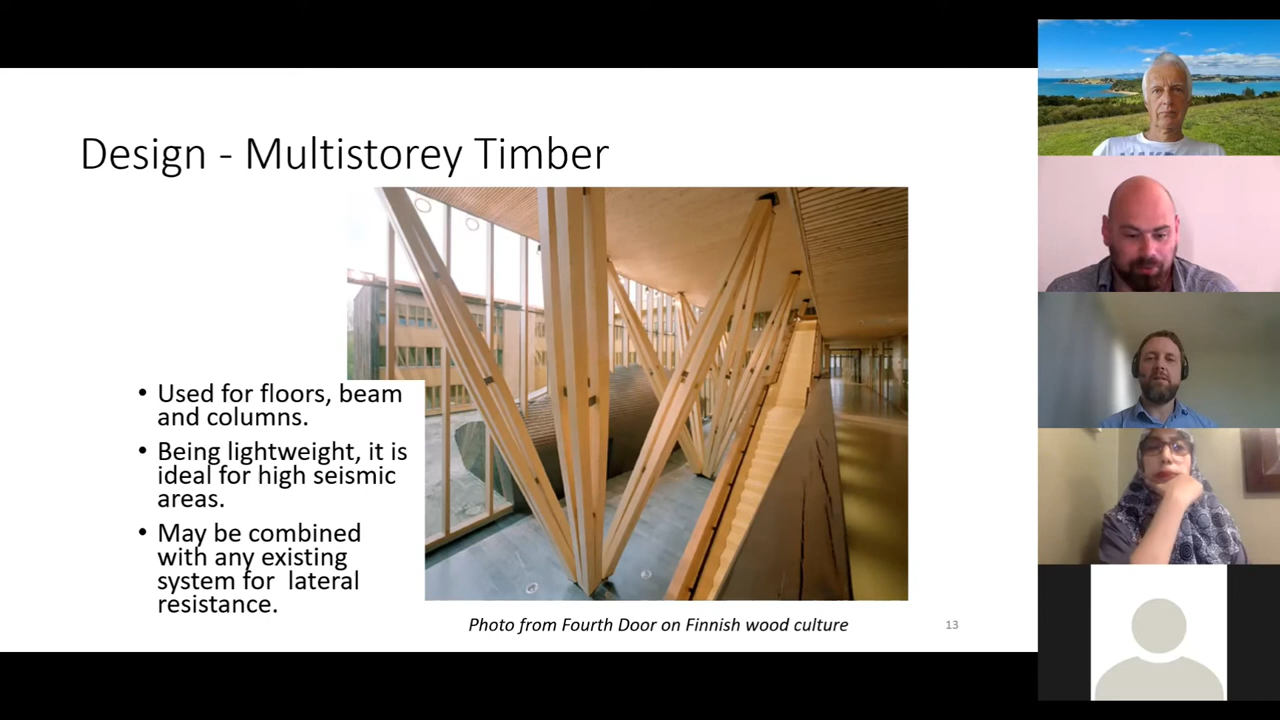 Design - Multistorey Timber
• Used for floors, beam
and columns.
• Being lightweight, it is
ideal for high seismic
areas.
• May be combined
with any existing
system for lateral
resistance.
Photo from Fourth Door on Finnish wood culture
13